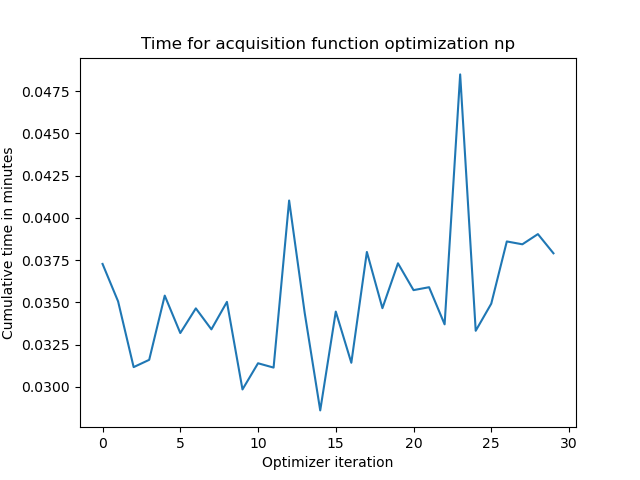 Time for acquisition function optimization np
Cumulative time in minutes
0.0475
0.0450
0.0425
0.0400
0.0375
0.0350
0.0325
0.0300
0 5 10 15 20 25 30
Optimizer iteration